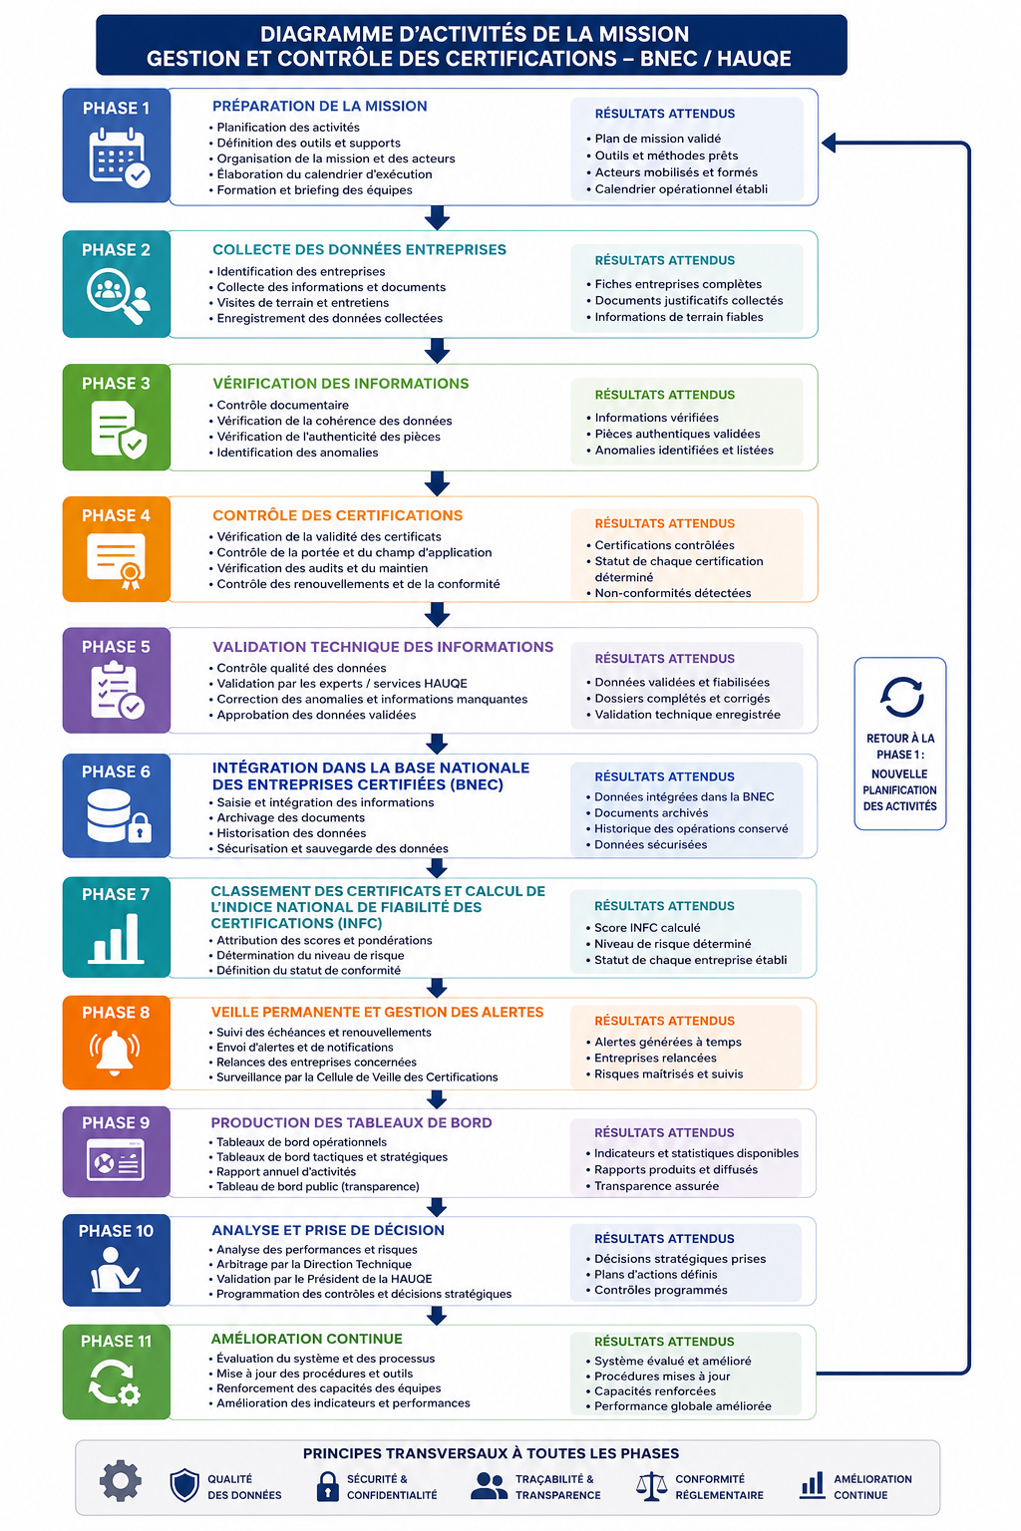 DIAGRAMME D'ACTIVITÉS DE LA MISSION
GESTION ET CONTRÔLE DES CERTIFICATIONS – BNEC / HAUQE
PHASE 1
PRÉPARATION DE LA MISSION
• Planification des activités
• Définition des outils et supports
• Organisation de la mission et des acteurs
• Élaboration du calendrier d'exécution
• Formation et briefing des équipes
RÉSULTATS ATTENDUS
• Plan de mission validé
• Outils et méthodes prêts
• Acteurs mobilisés et formés
• Calendrier opérationnel établi
PHASE 2
COLLECTE DES DONNÉES ENTREPRISES
• Identification des entreprises
• Collecte des informations et documents
• Visites de terrain et entretiens
• Enregistrement des données collectées
RÉSULTATS ATTENDUS
• Fiches entreprises complètes
• Documents justificatifs collectés
• Informations de terrain fiables
PHASE 3
VÉRIFICATION DES INFORMATIONS
• Contrôle documentaire
• Vérification de la cohérence des données
• Vérification de l'authenticité des pièces
• Identification des anomalies
RÉSULTATS ATTENDUS
• Informations vérifiées
• Pièces authentiques validées
• Anomalies identifiées et listées
PHASE 4
CONTRÔLE DES CERTIFICATIONS
• Vérification de la validité des certificats
• Contrôle de la portée et du champ d'application
• Vérification des audits et du maintien
• Contrôle des renouvellements et de la conformité
RÉSULTATS ATTENDUS
• Certifications contrôlées
• Statut de chaque certification
déterminé
• Non-conformités détectées
PHASE 5
VALIDATION TECHNIQUE DES INFORMATIONS
• Contrôle qualité des données
• Validation par les experts / services HAUQE
• Correction des anomalies et informations manquantes
• Approbation des données validées
RÉSULTATS ATTENDUS
• Données validées et fiabilisées
• Dossiers complétés et corrigés
• Validation technique enregistrée
RETOUR À LA
PHASE 1 :
NOUVELLE
PLANIFICATION
DES ACTIVITÉS
PHASE 6
INTÉGRATION DANS LA BASE NATIONALE
DES ENTREPRISES CERTIFIÉES (BNEC)
• Saisie et intégration des informations
• Archivage des documents
• Historisation des données
• Sécurisation et sauvegarde des données
RÉSULTATS ATTENDUS
• Données intégrées dans la BNEC
• Documents archivés
• Historique des opérations conservé
• Données sécurisées
PHASE 7
CLASSEMENT DES CERTIFICATS ET CALCUL DE
L'INDICE NATIONAL DE FIABILITÉ DES
CERTIFICATIONS (INFC)
• Attribution des scores et pondérations
• Détermination du niveau de risque
• Définition du statut de conformité
RÉSULTATS ATTENDUS
• Score INFC calculé
• Niveau de risque déterminé
• Statut de chaque entreprise établi
PHASE 8
VEILLE PERMANENTE ET GESTION DES ALERTES
• Suivi des échéances et renouvellements
• Envoi d'alertes et de notifications
• Relances des entreprises concernées
• Surveillance par la Cellule de Veille des Certifications
RÉSULTATS ATTENDUS
• Alertes générées à temps
• Entreprises relancées
• Risques maîtrisés et suivis
PHASE 9
PRODUCTION DES TABLEAUX DE BORD
• Tableaux de bord opérationnels
• Tableaux de bord tactiques et stratégiques
• Rapport annuel d'activités
• Tableau de bord public (transparence)
RÉSULTATS ATTENDUS
• Indicateurs et statistiques disponibles
• Rapports produits et diffusés
• Transparence assurée
PHASE 10
ANALYSE ET PRISE DE DÉCISION
• Analyse des performances et risques
• Arbitrage par la Direction Technique
• Validation par le Président de la HAUQE
• Programmation des contrôles et décisions stratégiques
RÉSULTATS ATTENDUS
• Décisions stratégiques prises
• Plans d'actions définis
• Contrôles programmés
PHASE 11
AMÉLIORATION CONTINUE
• Évaluation du système et des processus
• Mise à jour des procédures et outils
• Renforcement des capacités des équipes
• Amélioration des indicateurs et performances
RÉSULTATS ATTENDUS
• Système évalué et amélioré
• Procédures mises à jour
• Capacités renforcées
• Performance globale améliorée
PRINCIPES TRANSVERSAUX À TOUTES LES PHASES
QUALITÉ
DES DONNÉES
SÉCURITÉ &
CONFIDENTIALITÉ
TRAÇABILITÉ &
TRANSPARENCE
CONFORMITÉ
RÉGLEMENTAIRE
AMÉLIORATION
CONTINUE